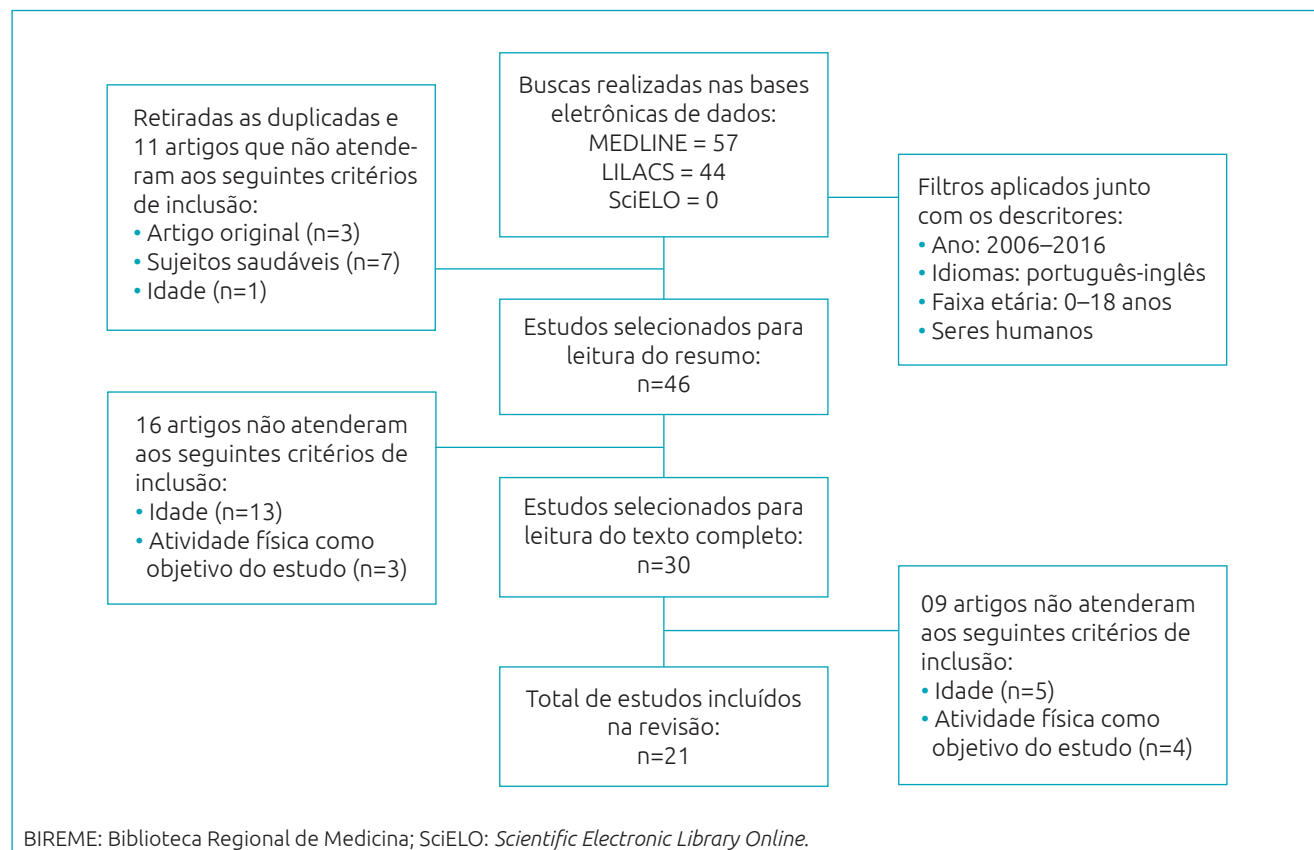 Buscas realizadas nas bases
eletrônicas de dados:
MEDLINE = 57
LILACS = 44
SciELO = 0
Retiradas as duplicadas e
11 artigos que não atende-
ram aos seguintes critérios
de inclusão:
• Artigo original (n=3)
• Sujeitos saudáveis (n=7)
• Idade (n=1)
Filtros aplicados junto
com os descritores:
• Ano: 2006–2016
• Idiomas: português-inglês
• Faixa etária: 0–18 anos
• Seres humanos
Estudos selecionados para
leitura do resumo:
n=46
16 artigos não atenderam
aos seguintes critérios de
inclusão:
• Idade (n=13)
• Atividade física como
objetivo do estudo (n=3)
Estudos selecionados para
leitura do texto completo:
n=30
09 artigos não atenderam
aos seguintes critérios de
inclusão:
• Idade (n=5)
• Atividade física como
objetivo do estudo (n=4)
Total de estudos incluídos
na revisão:
n=21
BIREME: Biblioteca Regional de Medicina; SciELO: Scientific Electronic Library Online.